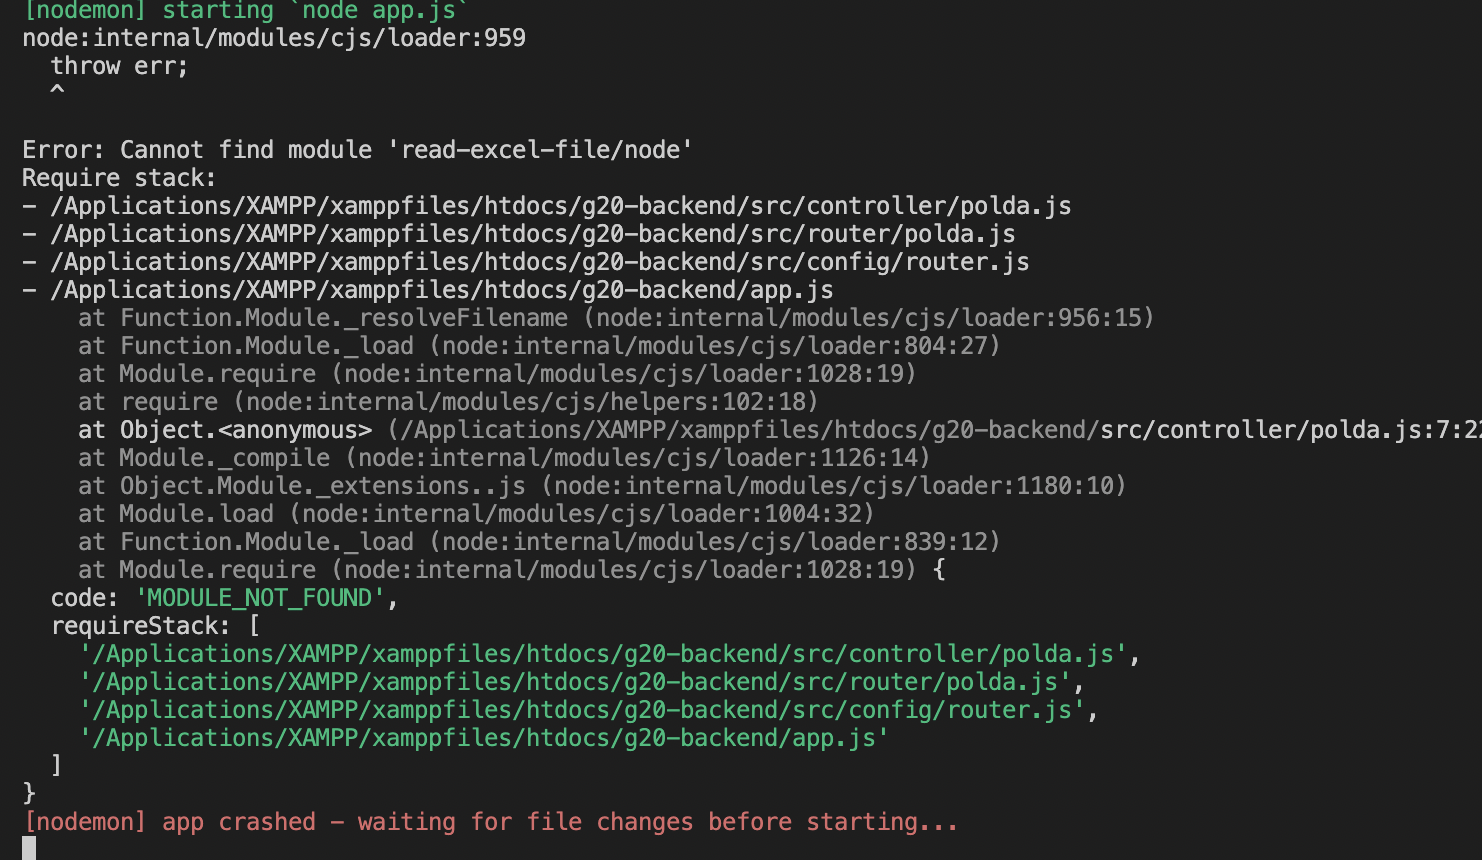 [nodemon] starting `node app.js`
node:internal/modules/cjs/loader:959
  throw err;
  ^

Error: Cannot find module 'read-excel-file/node'
Require stack:
- /Applications/XAMPP/xamppfiles/htdocs/g20-backend/src/controller/polda.js
- /Applications/XAMPP/xamppfiles/htdocs/g20-backend/src/router/polda.js
- /Applications/XAMPP/xamppfiles/htdocs/g20-backend/src/config/router.js
- /Applications/XAMPP/xamppfiles/htdocs/g20-backend/app.js
    at Function.Module._resolveFilename (node:internal/modules/cjs/loader:956:15)
    at Function.Module._load (node:internal/modules/cjs/loader:804:27)
    at Module.require (node:internal/modules/cjs/loader:1028:19)
    at require (node:internal/modules/cjs/helpers:102:18)
    at Object.<anonymous> (/Applications/XAMPP/xamppfiles/htdocs/g20-backend/src/controller/polda.js:7:22
    at Module._compile (node:internal/modules/cjs/loader:1126:14)
    at Object.Module._extensions..js (node:internal/modules/cjs/loader:1180:10)
    at Module.load (node:internal/modules/cjs/loader:1004:32)
    at Function.Module._load (node:internal/modules/cjs/loader:839:12)
    at Module.require (node:internal/modules/cjs/loader:1028:19) {
  code: 'MODULE_NOT_FOUND',
  requireStack: [
    '/Applications/XAMPP/xamppfiles/htdocs/g20-backend/src/controller/polda.js',
    '/Applications/XAMPP/xamppfiles/htdocs/g20-backend/src/router/polda.js',
    '/Applications/XAMPP/xamppfiles/htdocs/g20-backend/src/config/router.js',
    '/Applications/XAMPP/xamppfiles/htdocs/g20-backend/app.js'
  ]
}
[nodemon] app crashed - waiting for file changes before starting...